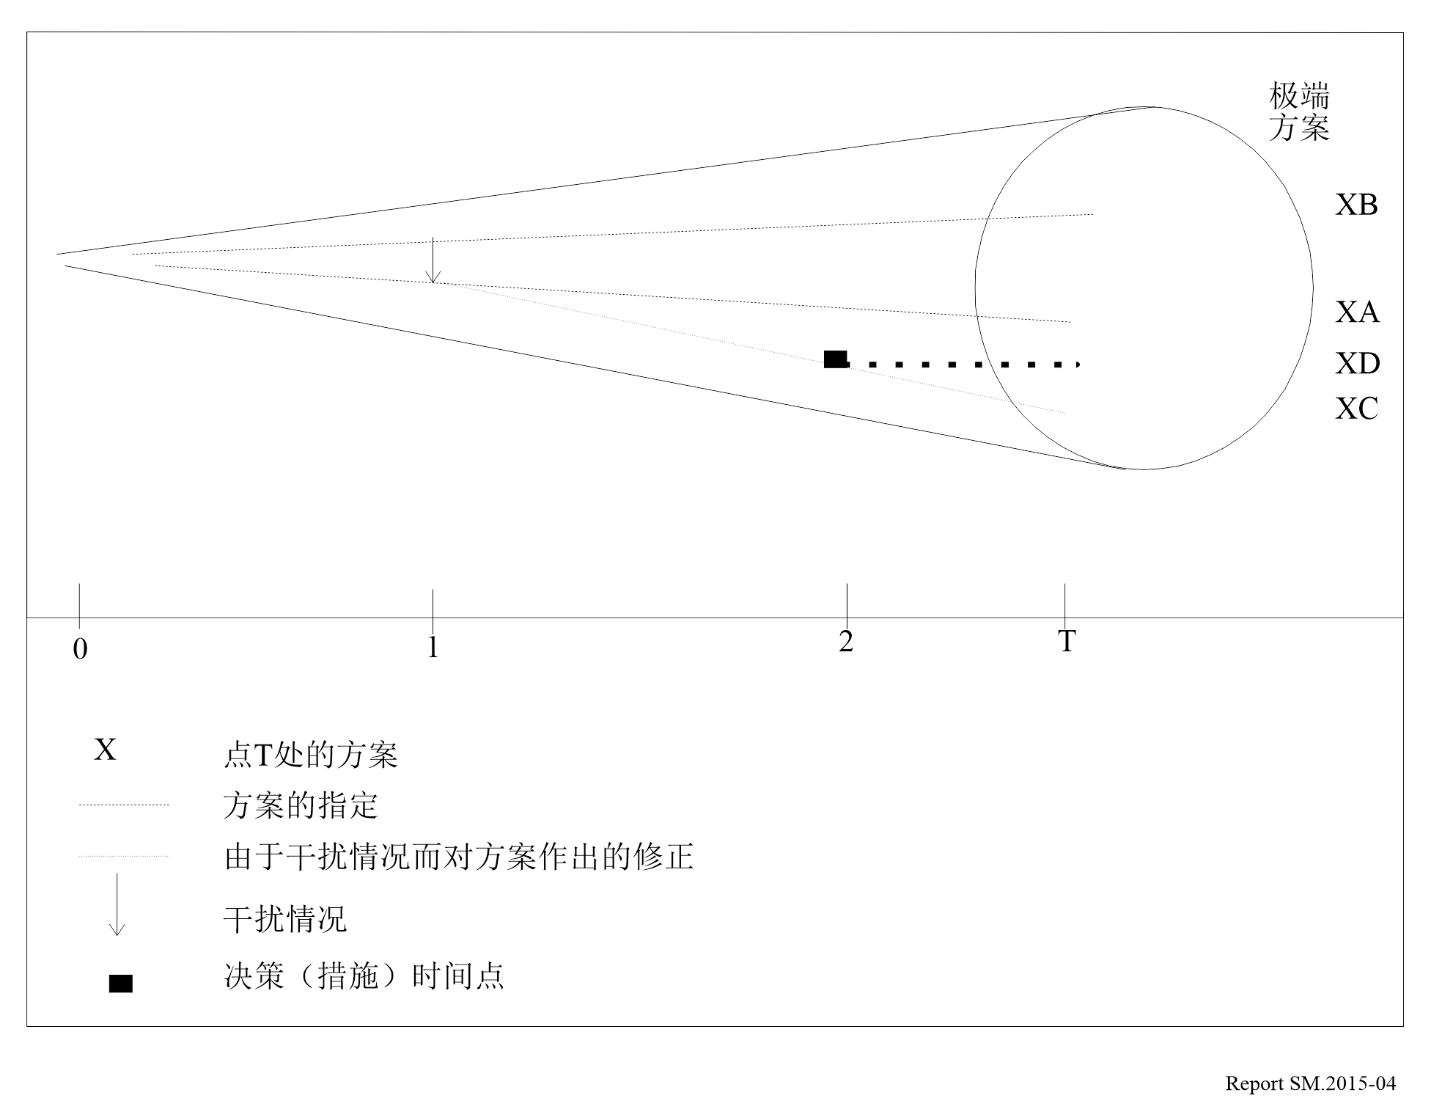 极端
方案
XB
XA
XD
XC
0
1
2
T
X
点T处的方案
方案的指定
由于干扰情况而对方案作出的修正
干扰情况
决策（措施）时间点
Report SM.2015-04